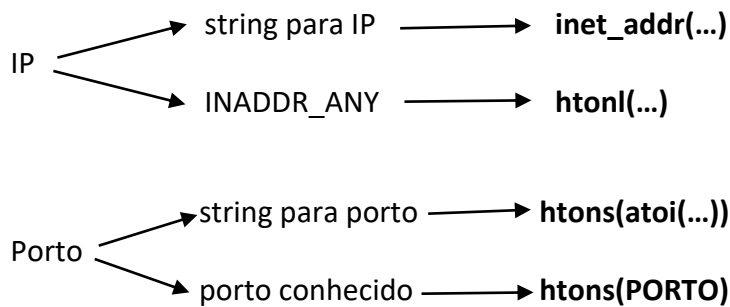 string para IP inet_addr(…)
IP
INADDR_ANY htonl(…)
string para porto htons(atoi(…))
Porto
porto conhecido htons(PORTO)